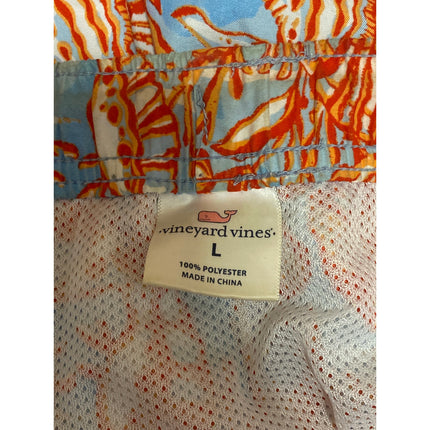 vineyard vines
L
100% POLYESTER
MADE IN CHINA